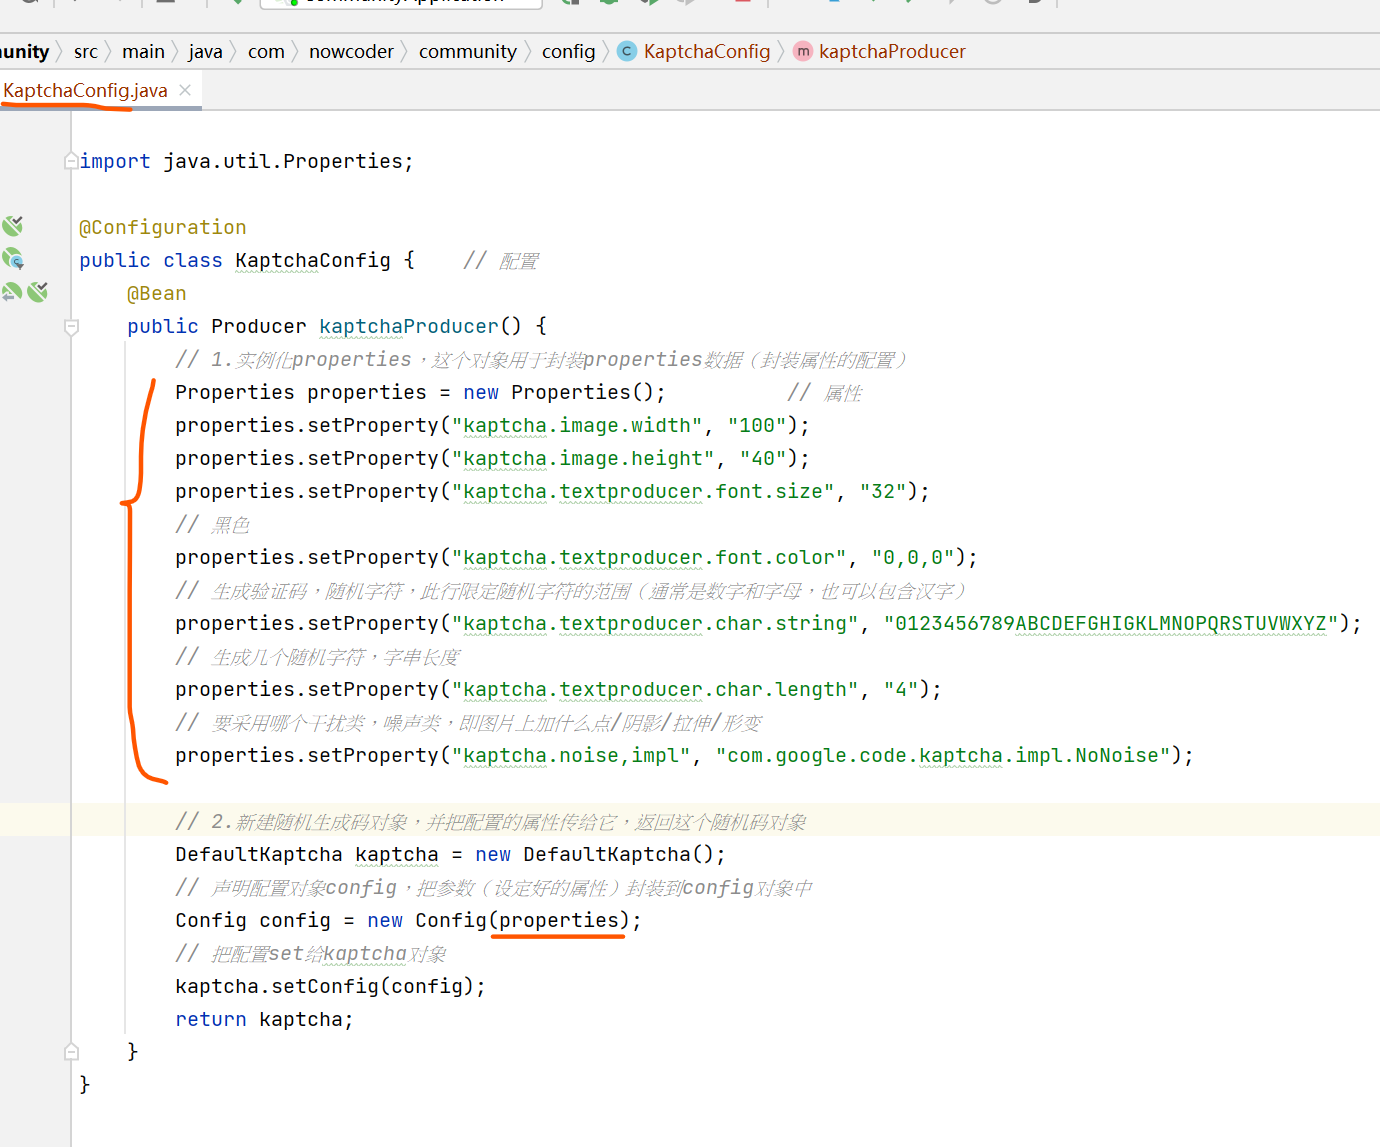 unity 〉 src 〉 main 〉 java 〉 com 〉 nowcoder 〉 community 〉 config 〉 C KaptchaConfig 〉 m kaptchaProducer
KaptchaConfig.java ×
import java.util.Properties;
@Configuration
public class KaptchaConfig {    // 配置
@Bean
public Producer kaptchaProducer() {
// 1.实例化properties，这个对象用于封装properties数据（封装属性的配置）
Properties properties = new Properties();          // 属性
properties.setProperty("kaptcha.image.width", "100");
properties.setProperty("kaptcha.image.height", "40");
properties.setProperty("kaptcha.textproducer.font.size", "32");
// 黑色
properties.setProperty("kaptcha.textproducer.font.color", "0,0,0");
// 生成验证码，随机字符，此行限定随机字符的范围（通常是数字和字母，也可以包含汉字）
properties.setProperty("kaptcha.textproducer.char.string", "0123456789ABCDEFGHIGKLMNOPQRSTUVWXYZ");
// 生成几个随机字符，字串长度
properties.setProperty("kaptcha.textproducer.char.length", "4");
// 要采用哪个干扰类，噪声类，即图片上加什么点/阴影/拉伸/形变
properties.setProperty("kaptcha.noise,impl", "com.google.code.kaptcha.impl.NoNoise");
// 2.新建随机生成码对象，并把配置的属性传给它，返回这个随机码对象
DefaultKaptcha kaptcha = new DefaultKaptcha();
// 声明配置对象config，把参数（设定好的属性）封装到config对象中
Config config = new Config(properties);
// 把配置set给kaptcha对象
kaptcha.setConfig(config);
return kaptcha;
}
}